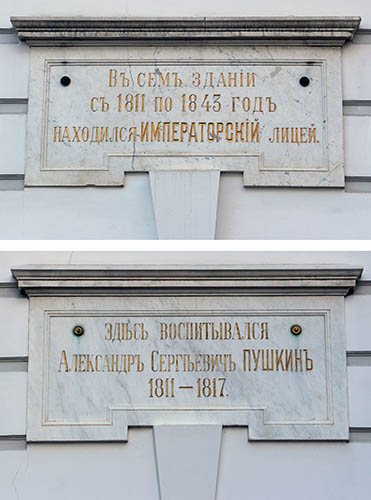 Въ семъ зданіи
съ 1811 по 1843 годъ
находился ИМПЕРАТОРСКІЙ лицей.
Здѣсь воспитывался
Александръ Сергѣевичъ ПУШКИНЪ
1811 — 1817.